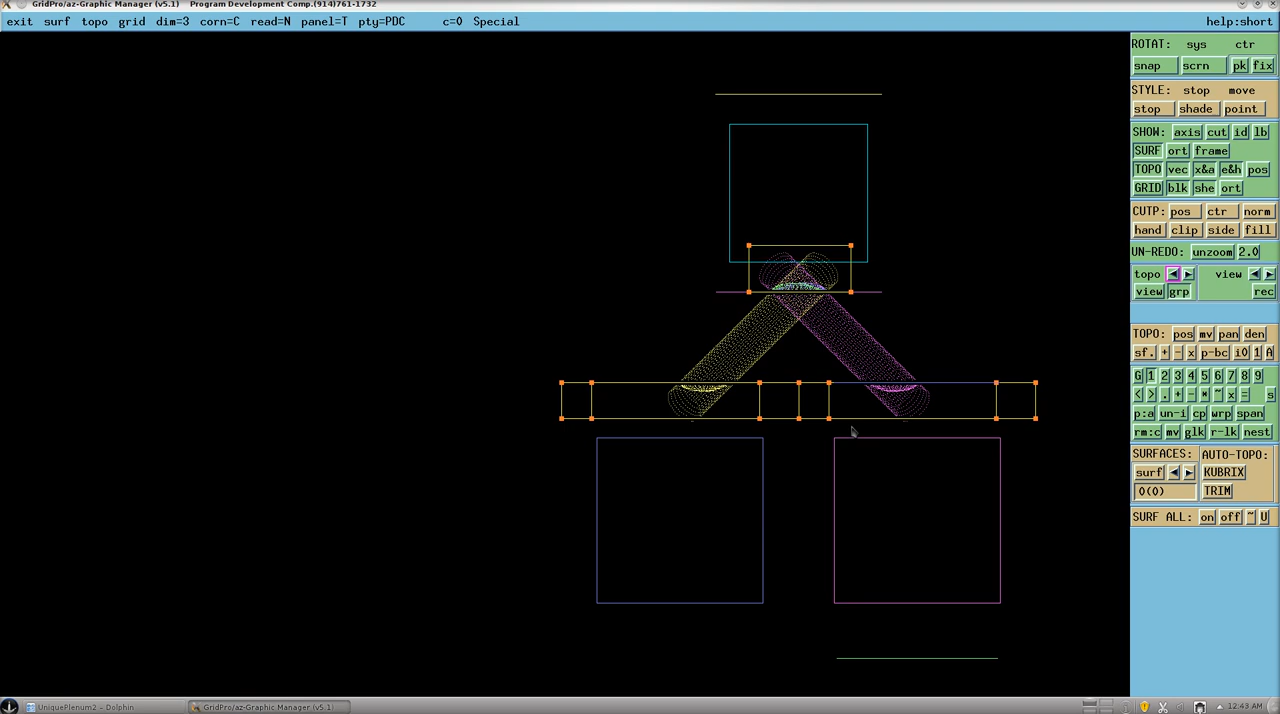 GridPro/az-Graphic Manager (v5.1)   Program Development Comp.(914)761-1732
exit surf topo grid dim=3 corn=C read=N panel=T pty=PDC c=0 Special help:short
ROTAT: sys ctr
snap scrn pk fix
STYLE: stop move
stop shade point
SHOW: axis cut id lb
SURF ort frame
TOPO vec x&a e&h pos
GRID blk she ort
CUTP: pos ctr norm
hand clip side fill
UN-REDO: unzoom 2.0
topo ◄ ► view ◄ ►
view grp rec
TOPO: pos mv pan den
sf. + - x p-bc i0 1 A
G 1 2 3 4 5 6 7 8 9
< > . + - * ~ x = s
p:a un-i cp wrp span
rm:c mv glk r-lk nest
SURFACES: AUTO-TOPO:
surf ◄ ► KUBRIX
0(0) TRIM
SURF ALL: on off ~ U
UniquePlenum2 – Dolphin
GridPro/az-Graphic Manager (v5.1)
12:43 AM